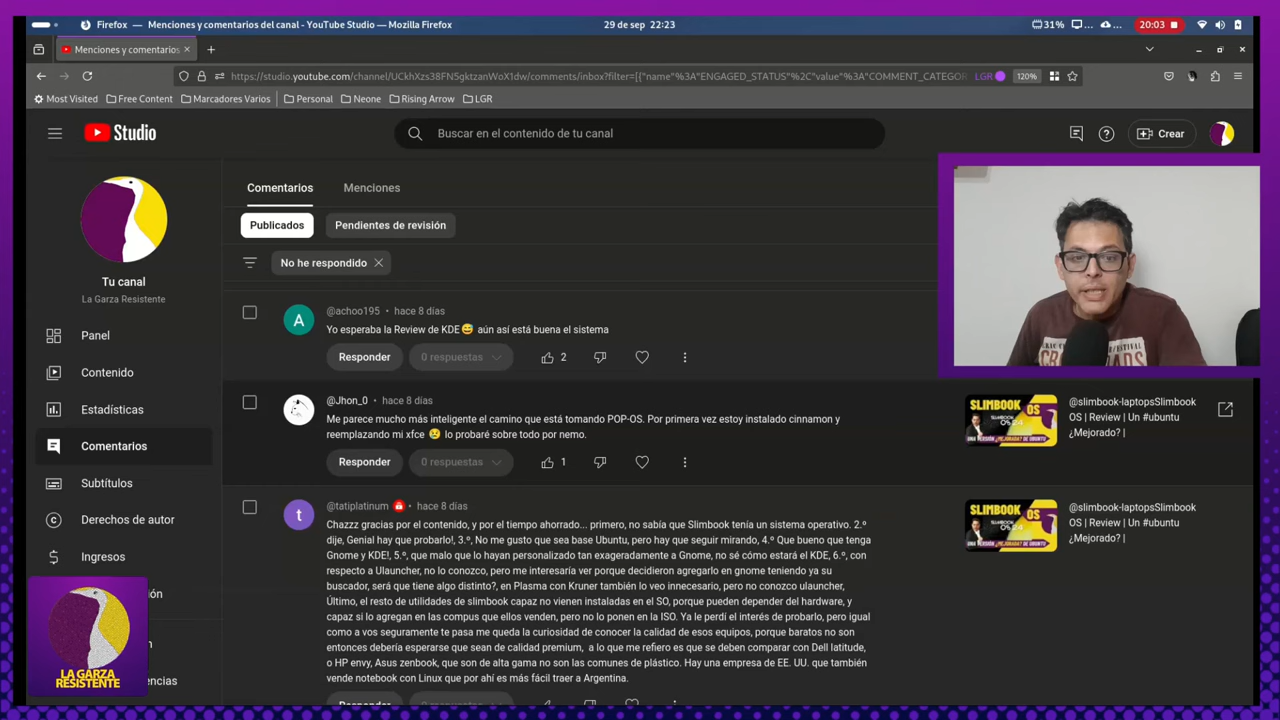 Firefox — Menciones y comentarios del canal - YouTube Studio — Mozilla Firefox
29 de sep 22:23
31%
20:03
Menciones y comentarios
https://studio.youtube.com/channel/UCkhXzs38FN5gktzanWoX1dw/comments/inbox?filter=[{"name"%3A"ENGAGED_STATUS"%2C"value"%3A"COMMENT_CATEGOR
120%
LGR
Most Visited
Free Content
Marcadores Varios
Personal
Neone
Rising Arrow
LGR
Studio
Buscar en el contenido de tu canal
Crear
Tu canal
La Garza Resistente
Panel
Contenido
Estadísticas
Comentarios
Subtítulos
Derechos de autor
Ingresos
Comentarios
Menciones
Publicados
Pendientes de revisión
No he respondido
A
@achoo195 • hace 8 días
Yo esperaba la Review de KDE😅 aún así está buena el sistema
Responder
0 respuestas
2
@Jhon_0 • hace 8 días
Me parece mucho más inteligente el camino que está tomando POP-OS. Por primera vez estoy instalado cinnamon y
reemplazando mi xfce 😢 lo probaré sobre todo por nemo.
Responder
0 respuestas
1
SLIMBOOK
OS
@slimbook-laptopsSlimbook
OS | Review | Un #ubuntu
¿Mejorado? |
t
@tatiplatinum • hace 8 días
Chazzz gracias por el contenido, y por el tiempo ahorrado... primero, no sabía que Slimbook tenía un sistema operativo. 2.º
dije, Genial hay que probarlo!, 3.º, No me gusto que sea base Ubuntu, pero hay que seguir mirando, 4.º Que bueno que tenga
Gnome y KDE!, 5.º, que malo que lo hayan personalizado tan exageradamente a Gnome, no sé cómo estará el KDE, 6.º, con
respecto a Ulauncher, no lo conozco, pero me interesaría ver porque decidieron agregarlo en gnome teniendo ya su
buscador, será que tiene algo distinto?, en Plasma con Kruner también lo veo innecesario, pero no conozco ulauncher,
Último, el resto de utilidades de slimbook capaz no vienen instaladas en el SO, porque pueden depender del hardware, y
capaz si lo agregan en las compus que ellos venden, pero no lo ponen en la ISO. Ya le perdí el interés de probarlo, pero igual
como a vos seguramente te pasa me queda la curiosidad de conocer la calidad de esos equipos, porque baratos no son
entonces debería esperarse que sean de calidad premium, a lo que me refiero es que se deben comparar con Dell latitude,
o HP envy, Asus zenbook, que son de alta gama no son las comunes de plástico. Hay una empresa de EE. UU. que también
vende notebook con Linux que por ahí es más fácil traer a Argentina.
SLIMBOOK
OS
@slimbook-laptopsSlimbook
OS | Review | Un #ubuntu
¿Mejorado? |
LA GARZA
RESISTENTE